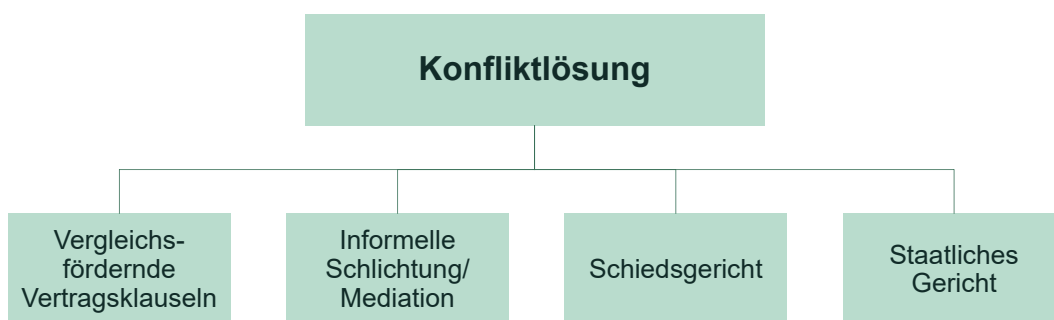 Konfliktlösung
Vergleichs-
fördernde
Vertragsklauseln
Informelle
Schlichtung/
Mediation
Schiedsgericht
Staatliches
Gericht